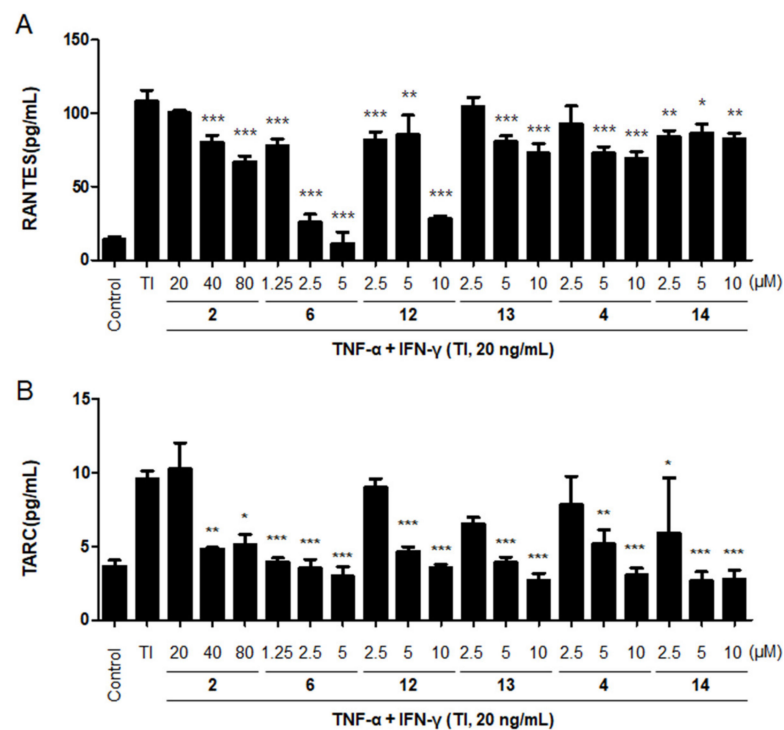 A
RANTES(pg/mL)
150
100
50
0
*** *** *** *** *** *** ** *** *** *** *** *** ** * **
Control TI 20 40 80 1.25 2.5 5 2.5 5 10 2.5 5 10 2.5 5 10 2.5 5 10 (µM)
2 6 12 13 4 14
TNF-α + IFN-γ (TI, 20 ng/mL)
B
TARC(pg/mL)
15
10
5
0
** * *** *** *** *** *** *** *** ** *** * *** ***
Control TI 20 40 80 1.25 2.5 5 2.5 5 10 2.5 5 10 2.5 5 10 2.5 5 10 (µM)
2 6 12 13 4 14
TNF-α + IFN-γ (TI, 20 ng/mL)